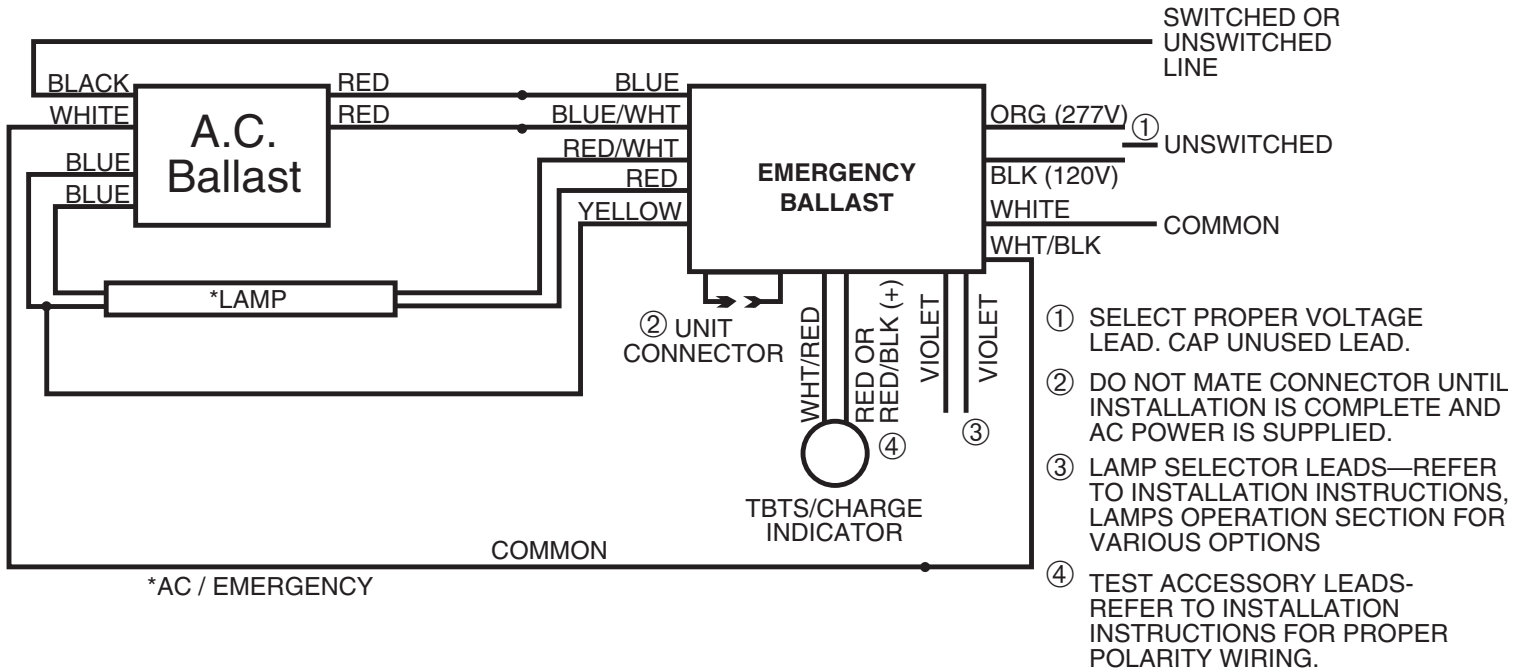 SWITCHED OR
UNSWITCHED
LINE
BLACK
WHITE
BLUE
BLUE
A.C.
Ballast
RED
RED
BLUE
BLUE/WHT
RED/WHT
RED
YELLOW
EMERGENCY
BALLAST
ORG (277V)
① UNSWITCHED
BLK (120V)
WHITE
COMMON
WHT/BLK
*LAMP
② UNIT
CONNECTOR
WHT/RED
RED OR
RED/BLK (+)
VIOLET
VIOLET
④
③
TBTS/CHARGE
INDICATOR
COMMON
*AC / EMERGENCY
① SELECT PROPER VOLTAGE
LEAD. CAP UNUSED LEAD.
② DO NOT MATE CONNECTOR UNTIL
INSTALLATION IS COMPLETE AND
AC POWER IS SUPPLIED.
③ LAMP SELECTOR LEADS—REFER
TO INSTALLATION INSTRUCTIONS,
LAMPS OPERATION SECTION FOR
VARIOUS OPTIONS
④ TEST ACCESSORY LEADS-
REFER TO INSTALLATION
INSTRUCTIONS FOR PROPER
POLARITY WIRING.